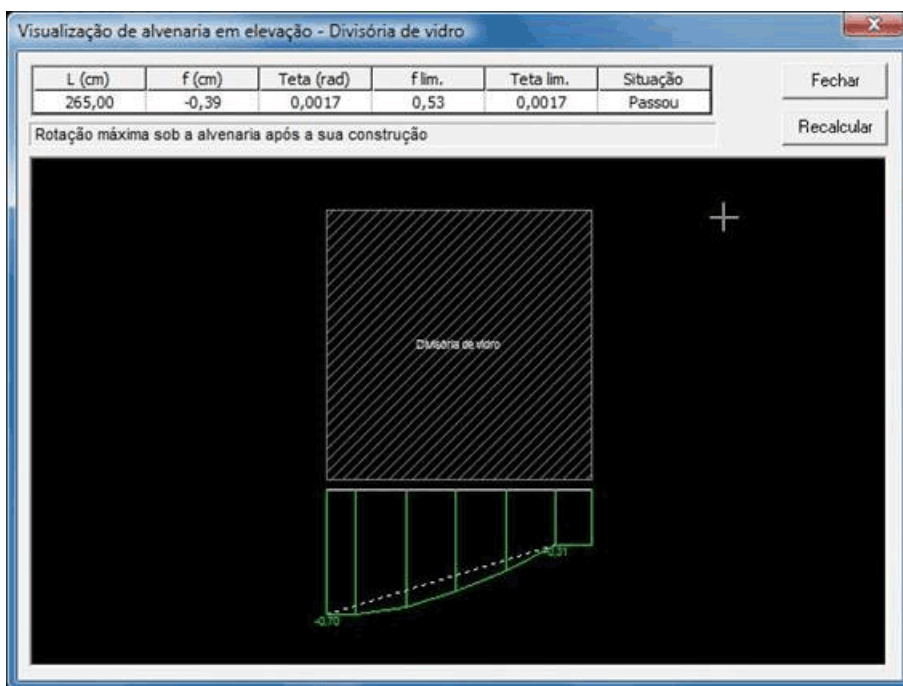 Visualização de alvenaria em elevação - Divisória de vidro
L (cm) f (cm) Teta (rad) f lim. Teta lim. Situação
265,00 -0,39 0,0017 0,53 0,0017 Passou
Fechar
Recalcular
Rotação máxima sob a alvenaria após a sua construção
Divisória de vidro
-0,31
-0,70